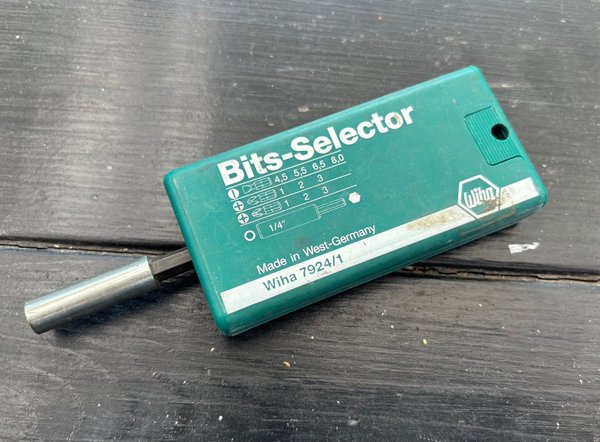 Bits-Selector
4,5 5,5 6,5 8,0
1 2 3
1 2 3
1/4"
Made in West-Germany
Wiha 7924/1
Wiha